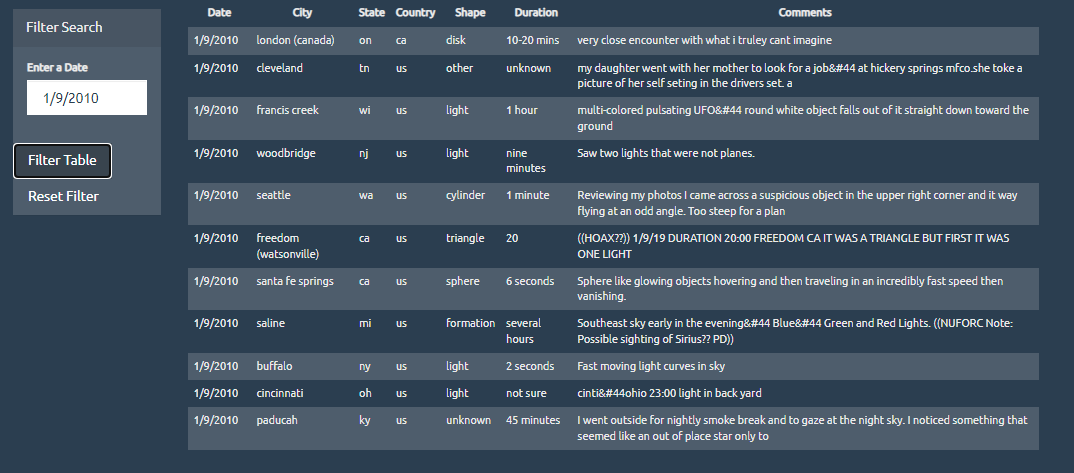 Filter Search
Enter a Date
1/9/2010
Filter Table
Reset Filter
Date City State Country Shape Duration Comments
1/9/2010 london (canada) on ca disk 10-20 mins very close encounter with what i truley cant imagine
1/9/2010 cleveland tn us other unknown my daughter went with her mother to look for a job&#44 at hickery springs mfco.she toke a
picture of her self seting in the drivers set. a
1/9/2010 francis creek wi us light 1 hour multi-colored pulsating UFO&#44 round white object falls out of it straight down toward the
ground
1/9/2010 woodbridge nj us light nine Saw two lights that were not planes.
minutes
1/9/2010 seattle wa us cylinder 1 minute Reviewing my photos I came across a suspicious object in the upper right corner and it way
flying at an odd angle. Too steep for a plan
1/9/2010 freedom ca us triangle 20 ((HOAX??)) 1/9/19 DURATION 20:00 FREEDOM CA IT WAS A TRIANGLE BUT FIRST IT WAS
(watsonville) ONE LIGHT
1/9/2010 santa fe springs ca us sphere 6 seconds Sphere like glowing objects hovering and then traveling in an incredibly fast speed then
vanishing.
1/9/2010 saline mi us formation several Southeast sky early in the evening&#44 Blue&#44 Green and Red Lights. ((NUFORC Note:
hours Possible sighting of Sirius?? PD))
1/9/2010 buffalo ny us light 2 seconds Fast moving light curves in sky
1/9/2010 cincinnati oh us light not sure cinti&#44ohio 23:00 light in back yard
1/9/2010 paducah ky us unknown 45 minutes I went outside for nightly smoke break and to gaze at the night sky. I noticed something that
seemed like an out of place star only to